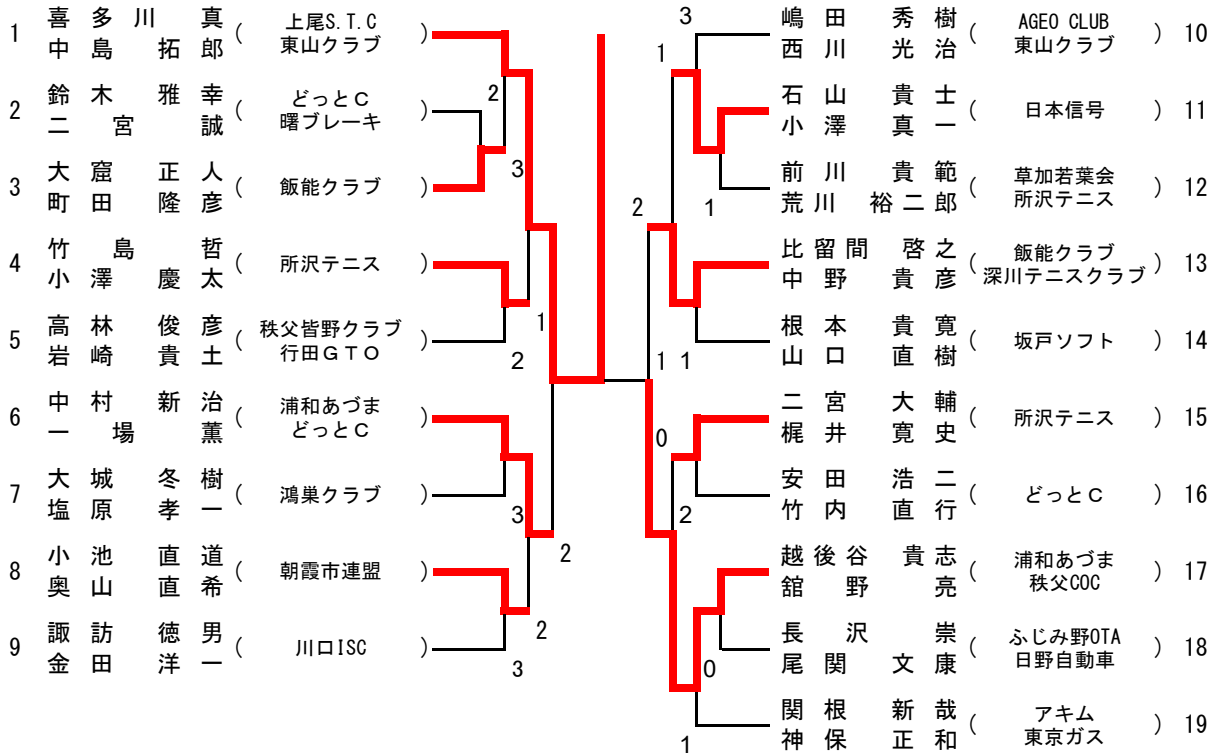 1 喜多川 真 ( 上尾S.T.C )
中島 拓郎 東山クラブ
2 鈴木 雅幸 ( どっとC )
二宮 誠 曙ブレーキ
3 大窟 正人 ( 飯能クラブ )
町田 隆彦
4 竹島 哲 ( 所沢テニス )
小澤 慶太
5 高林 俊彦 ( 秩父皆野クラブ )
岩崎 貴土 行田GTO
6 中村 新治 ( 浦和あづま )
一場 薫 どっとC
7 大城 冬樹 ( 鴻巣クラブ )
塩原 孝一
8 小池 直道 ( 朝霞市連盟 )
奥山 直希
9 諏訪 徳男 ( 川口ISC )
金田 洋一
2
3
1
2
3
2
2
3
3
1
1
2
1
1
0
2
0
1
嶋田 秀樹 ( AGEO CLUB ) 10
西川 光治 東山クラブ
石山 貴士 ( 日本信号 ) 11
小澤 真一
前川 貴範 ( 草加若葉会 ) 12
荒川 裕二郎 所沢テニス
比留間 啓之 ( 飯能クラブ ) 13
中野 貴彦 深川テニスクラブ
根本 貴寛 ( 坂戸ソフト ) 14
山口 直樹
二宮 大輔 ( 所沢テニス ) 15
梶井 寛史
安田 浩二 ( どっとC ) 16
竹内 直行
越後谷 貴志 ( 浦和あづま ) 17
舘野 亮 秩父COC
長沢 崇 ( ふじみ野OTA ) 18
尾関 文康 日野自動車
関根 新哉 ( アキム ) 19
神保 正和 東京ガス